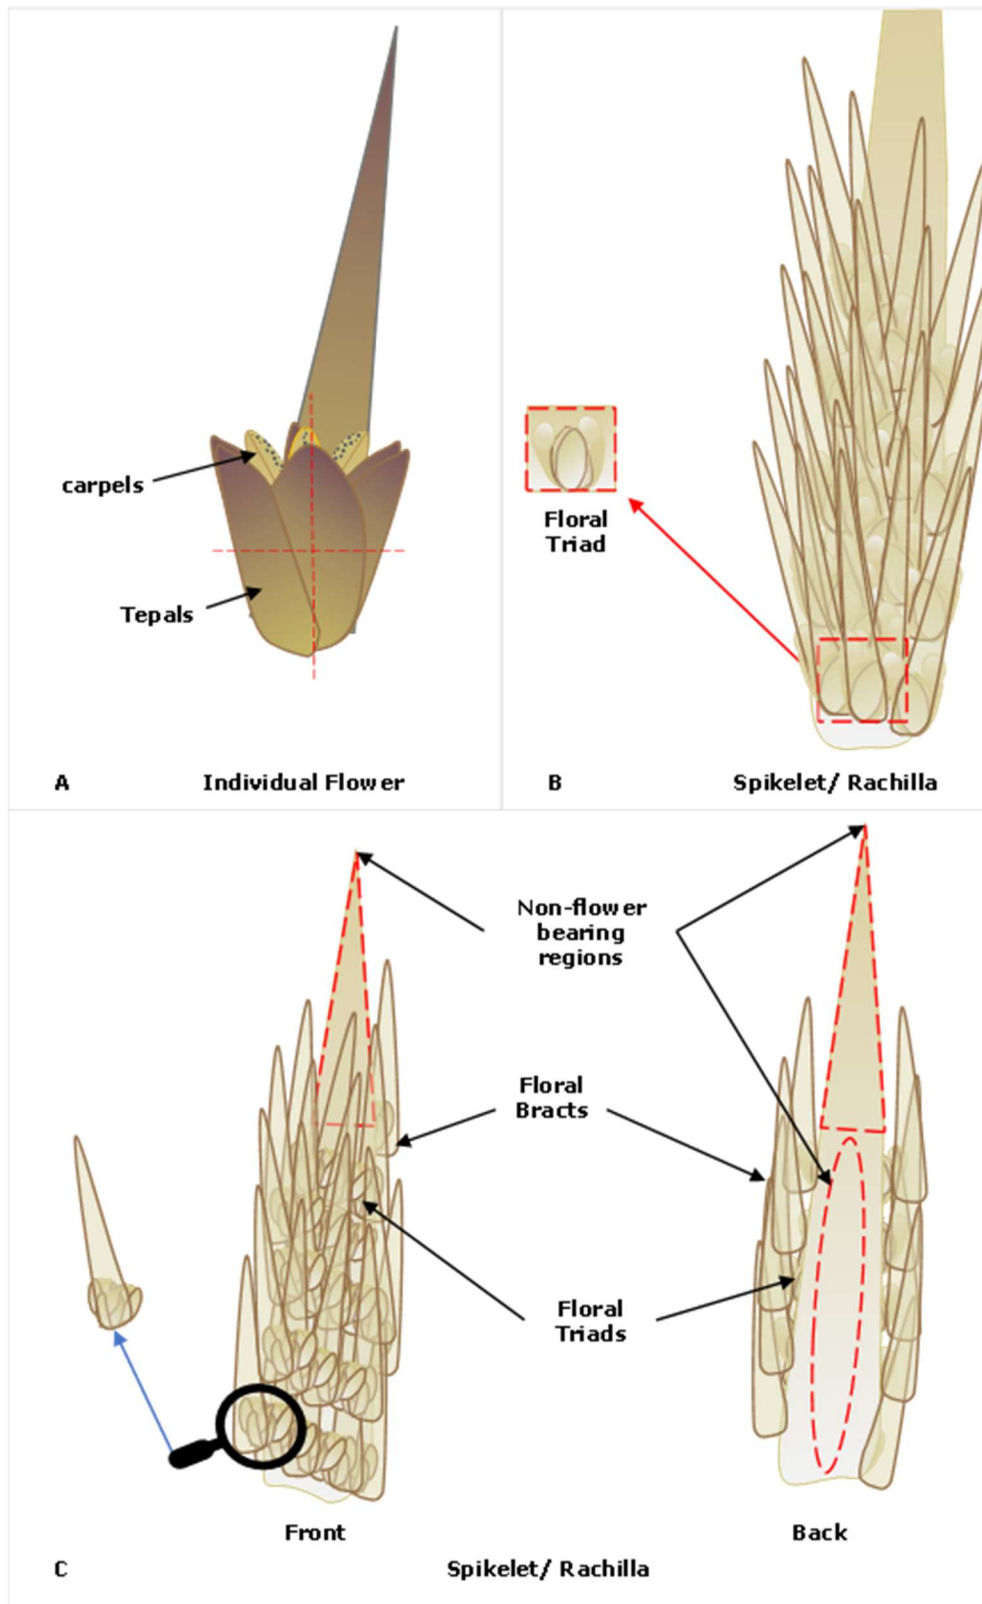 carpels
Tepals
A
Individual Flower
Floral
Triad
B
Spikelet/ Rachilla
Non-flower
bearing
regions
Floral
Bracts
Floral
Triads
Front
Back
C
Spikelet/ Rachilla